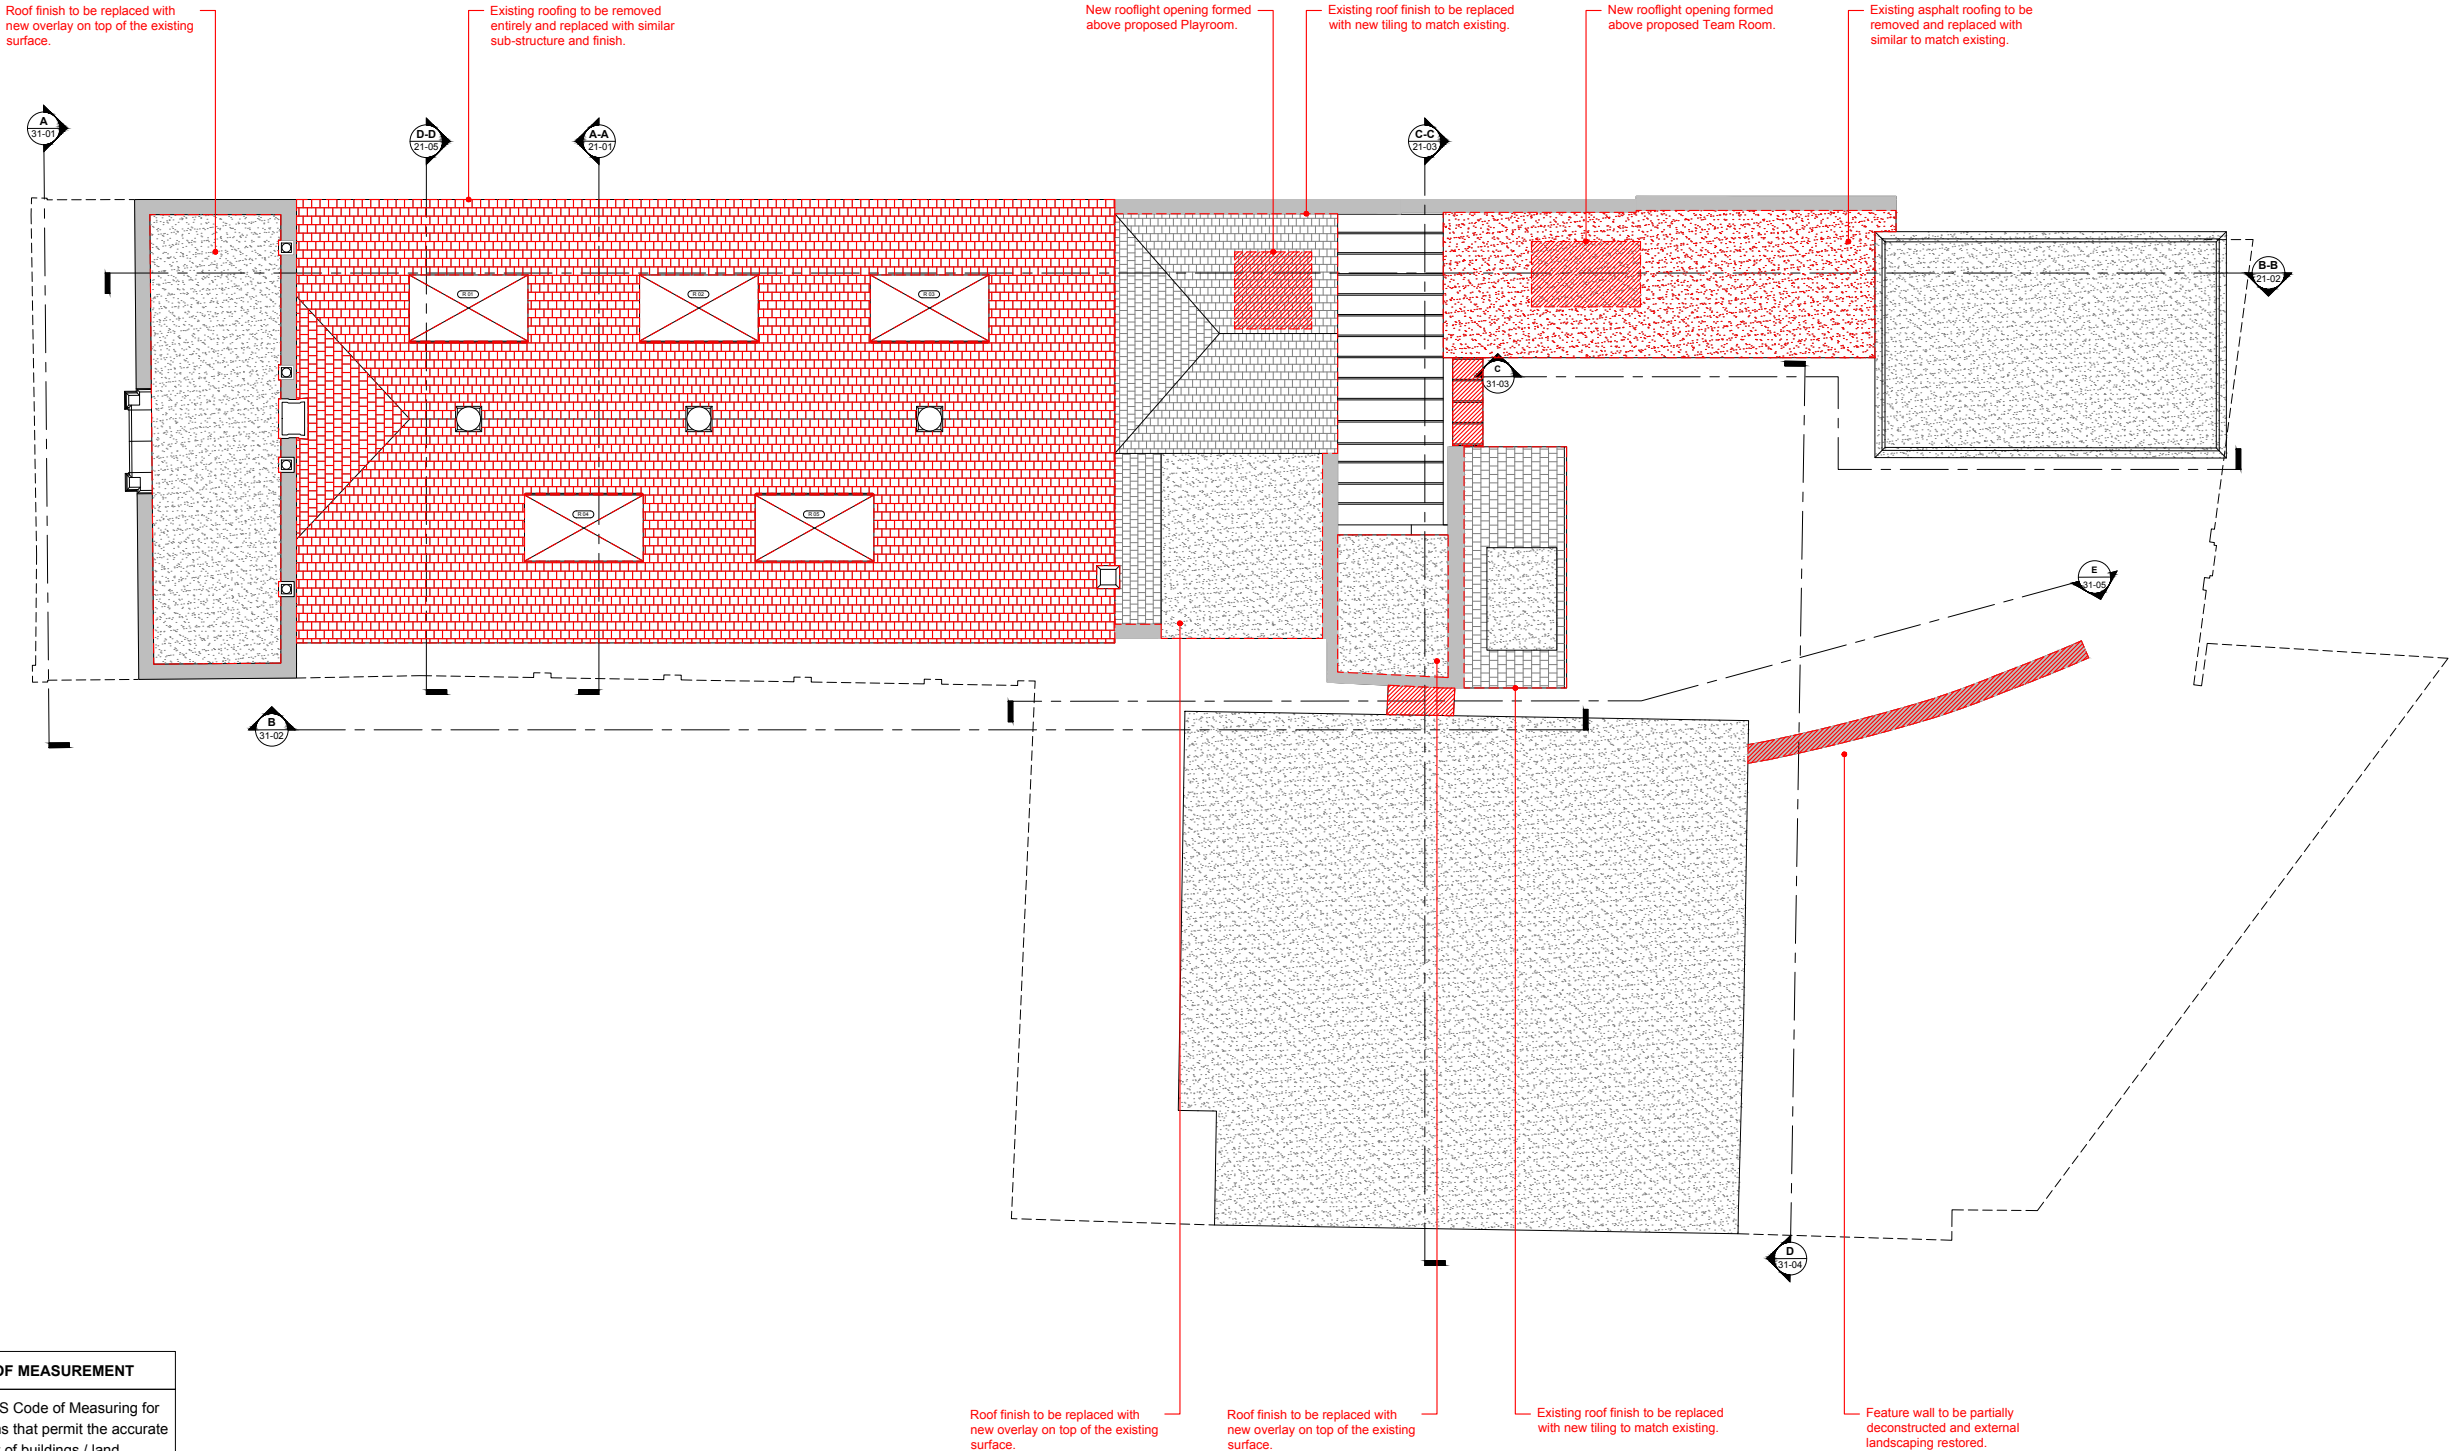 Roof finish to be replaced with
new overlay on top of the existing
surface.
Existing roofing to be removed
entirely and replaced with similar
sub-structure and finish.
New rooflight opening formed
above proposed Playroom.
Existing roof finish to be replaced
with new tiling to match existing.
New rooflight opening formed
above proposed Team Room.
Existing asphalt roofing to be
removed and replaced with
similar to match existing.
A
31-01
D-D
21-05
A-A
21-01
C-C
21-03
B-B
21-02
R 01
R 02
R 03
C
31-03
R 04
R 05
E
31-05
B
31-02
D
31-04
OF MEASUREMENT
S Code of Measuring for
that permit the accurate
of buildings / land
Roof finish to be replaced with
new overlay on top of the existing
surface.
Roof finish to be replaced with
new overlay on top of the existing
surface.
Existing roof finish to be replaced
with new tiling to match existing.
Feature wall to be partially
deconstructed and external
landscaping restored.